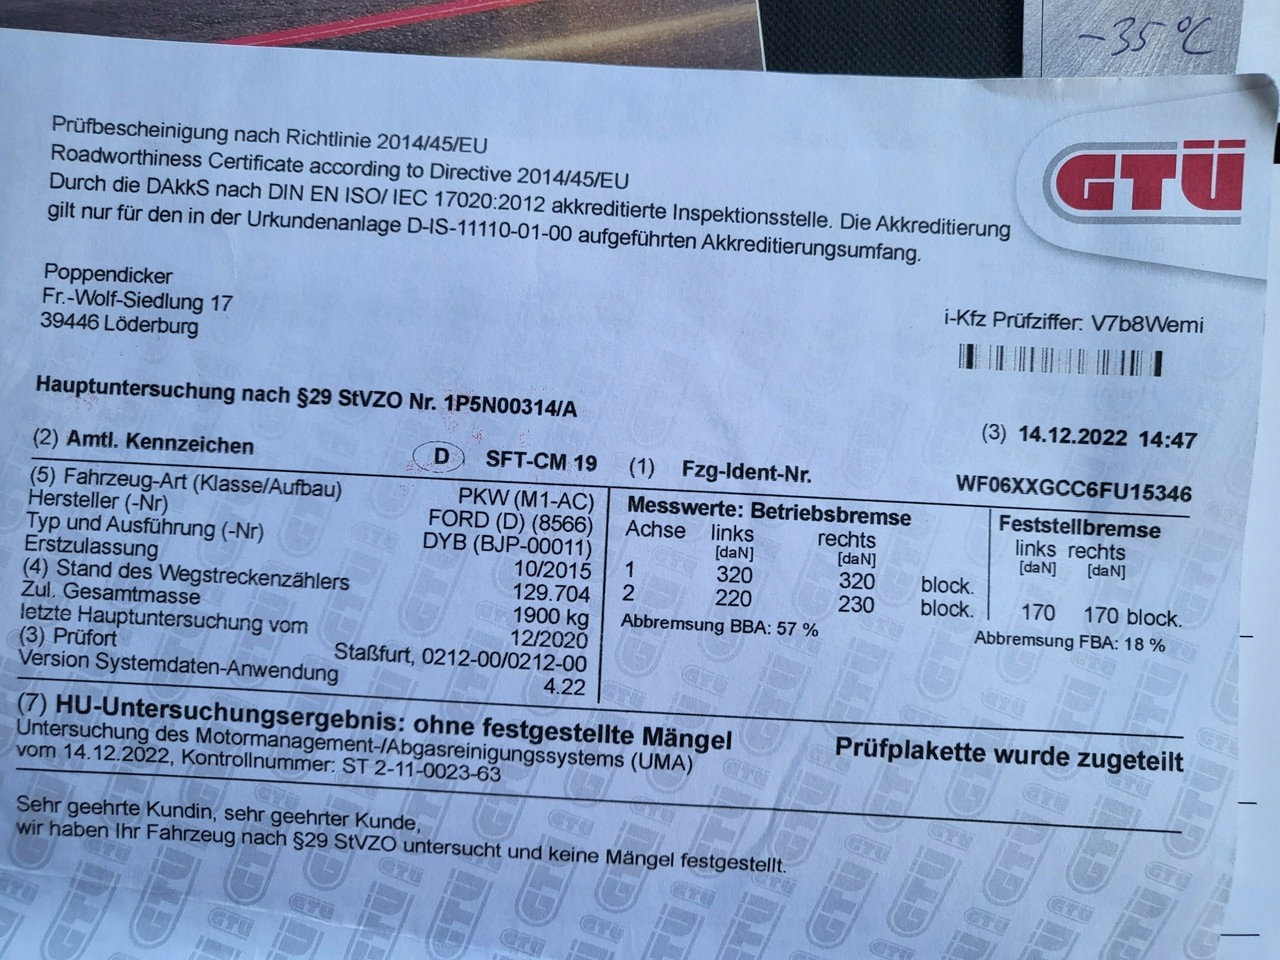 -35°C
GTÜ
Prüfbescheinigung nach Richtlinie 2014/45/EU
Roadworthiness Certificate according to Directive 2014/45/EU
Durch die DAkkS nach DIN EN ISO/ IEC 17020:2012 akkreditierte Inspektionsstelle. Die Akkreditierung
gilt nur für den in der Urkundenanlage D-IS-11110-01-00 aufgeführten Akkreditierungsumfang.
Poppendicker
Fr.-Wolf-Siedlung 17
39446 Löderburg
i-Kfz Prüfziffer: V7b8Wemi
Hauptuntersuchung nach §29 StVZO Nr. 1P5N00314/A
(3) 14.12.2022 14:47
(2) Amtl. Kennzeichen D SFT-CM 19 (1) Fzg-Ident-Nr. WF06XXGCC6FU15346
(5) Fahrzeug-Art (Klasse/Aufbau) PKW (M1-AC)
Hersteller (-Nr) FORD (D) (8566)
Typ und Ausführung (-Nr) DYB (BJP-00011)
Erstzulassung 10/2015
(4) Stand des Wegstreckenzählers 129.704
Zul. Gesamtmasse 1900 kg
letzte Hauptuntersuchung vom 12/2020
(3) Prüfort Staßfurt, 0212-00/0212-00
Version Systemdaten-Anwendung 4.22
Messwerte: Betriebsbremse
Achse links rechts
[daN] [daN]
1 320 320 block.
2 220 230 block.
Abbremsung BBA: 57 %
Feststellbremse
links rechts
[daN] [daN]
170 170 block.
Abbremsung FBA: 18 %
(7) HU-Untersuchungsergebnis: ohne festgestellte Mängel
Prüfplakette wurde zugeteilt
Untersuchung des Motormanagement-/Abgasreinigungssystems (UMA)
vom 14.12.2022, Kontrollnummer: ST 2-11-0023-63
Sehr geehrte Kundin, sehr geehrter Kunde,
wir haben Ihr Fahrzeug nach §29 StVZO untersucht und keine Mängel festgestellt.